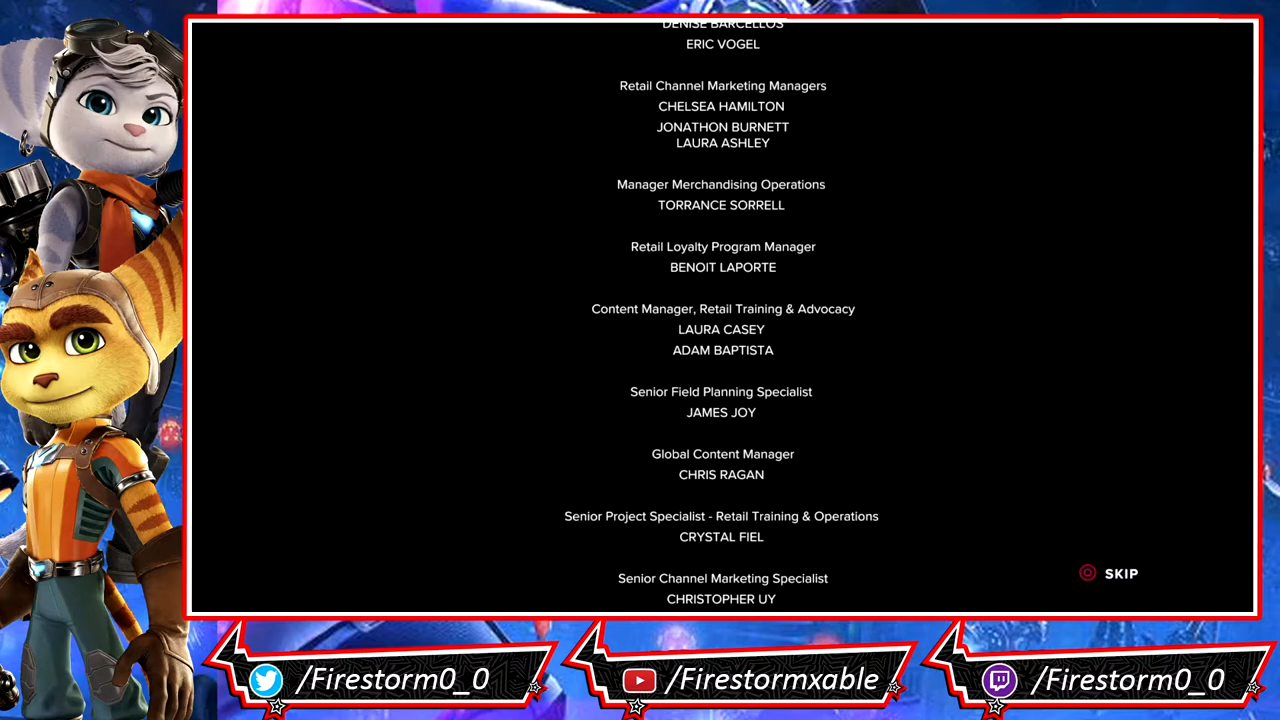 DENISE BARCELLOS
ERIC VOGEL
Retail Channel Marketing Managers
CHELSEA HAMILTON
JONATHON BURNETT
LAURA ASHLEY
Manager Merchandising Operations
TORRANCE SORRELL
Retail Loyalty Program Manager
BENOIT LAPORTE
Content Manager, Retail Training & Advocacy
LAURA CASEY
ADAM BAPTISTA
Senior Field Planning Specialist
JAMES JOY
Global Content Manager
CHRIS RAGAN
Senior Project Specialist - Retail Training & Operations
CRYSTAL FIEL
Senior Channel Marketing Specialist
CHRISTOPHER UY
SKIP
/Firestorm0_0
/Firestormxable
/Firestorm0_0